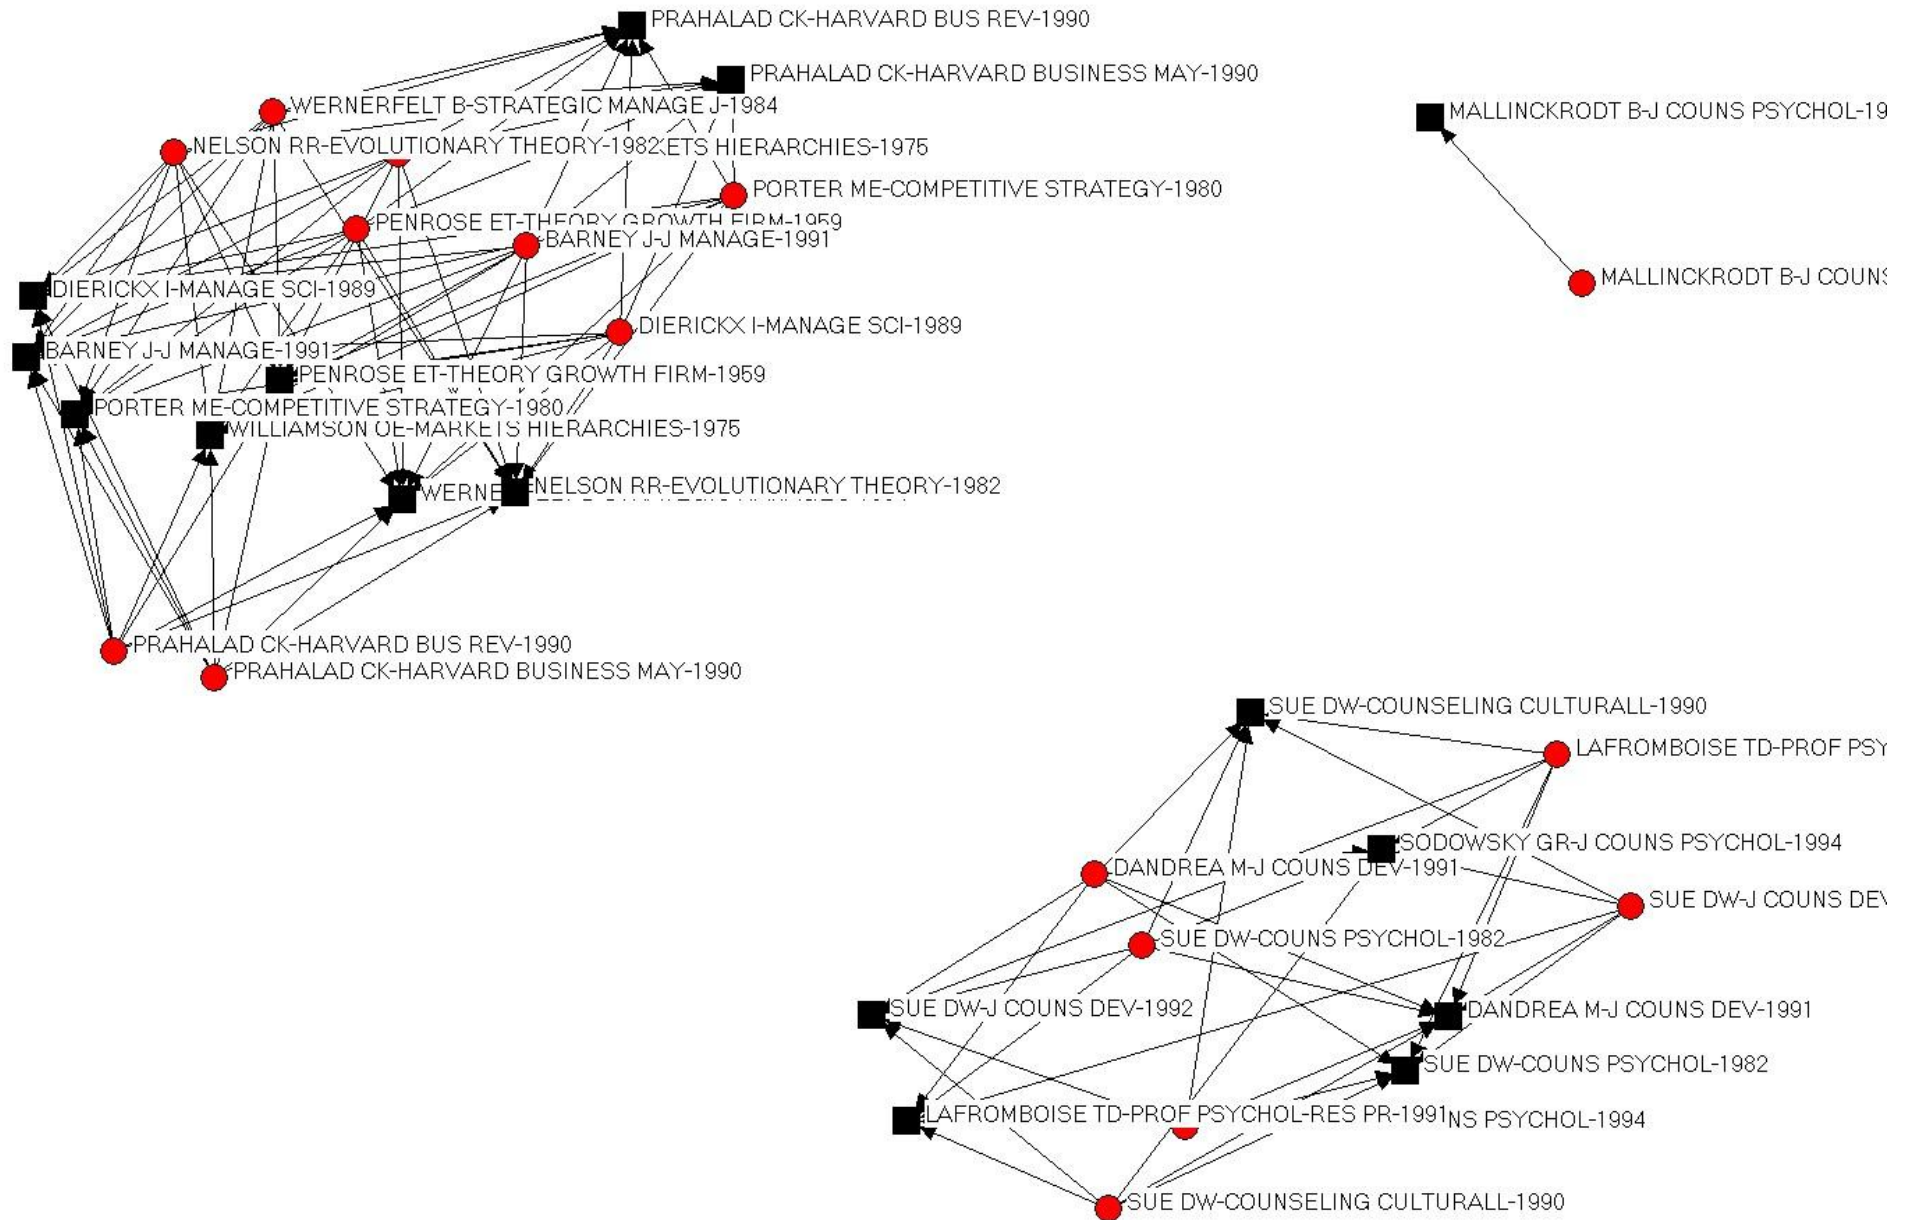 PRAHALAD CK-HARVARD BUS REV-1990
PRAHALAD CK-HARVARD BUSINESS MAY-1990
WERNERFELT B-STRATEGIC MANAGE J-1984
MALLINCKRODT B-J COUNS PSYCHOL-19
NELSON RR-EVOLUTIONARY THEORY-1982
HIERARCHIES-1975
PORTER ME-COMPETITIVE STRATEGY-1980
PENROSE ET-THEORY GROWTH FIRM-1959
BARNEY J-J MANAGE-1991
MALLINCKRODT B-J COUNS
DIERICKX I-MANAGE SCI-1989
DIERICKX I-MANAGE SCI-1989
BARNEY J-J MANAGE-1991
PENROSE ET-THEORY GROWTH FIRM-1959
PORTER ME-COMPETITIVE STRATEGY-1980
WILLIAMSON OE-MARKETS HIERARCHIES-1975
WERNE
NELSON RR-EVOLUTIONARY THEORY-1982
PRAHALAD CK-HARVARD BUS REV-1990
PRAHALAD CK-HARVARD BUSINESS MAY-1990
SUE DW-COUNSELING CULTURALL-1990
LAFROMBOISE TD-PROF PSY
SODOWSKY GR-J COUNS PSYCHOL-1994
DANDREA M-J COUNS DEV-1991
SUE DW-J COUNS DEV
SUE DW-COUNS PSYCHOL-1982
SUE DW-J COUNS DEV-1992
DANDREA M-J COUNS DEV-1991
SUE DW-COUNS PSYCHOL-1982
LAFROMBOISE TD-PROF PSYCHOL-RES PR-1991
NS PSYCHOL-1994
SUE DW-COUNSELING CULTURALL-1990